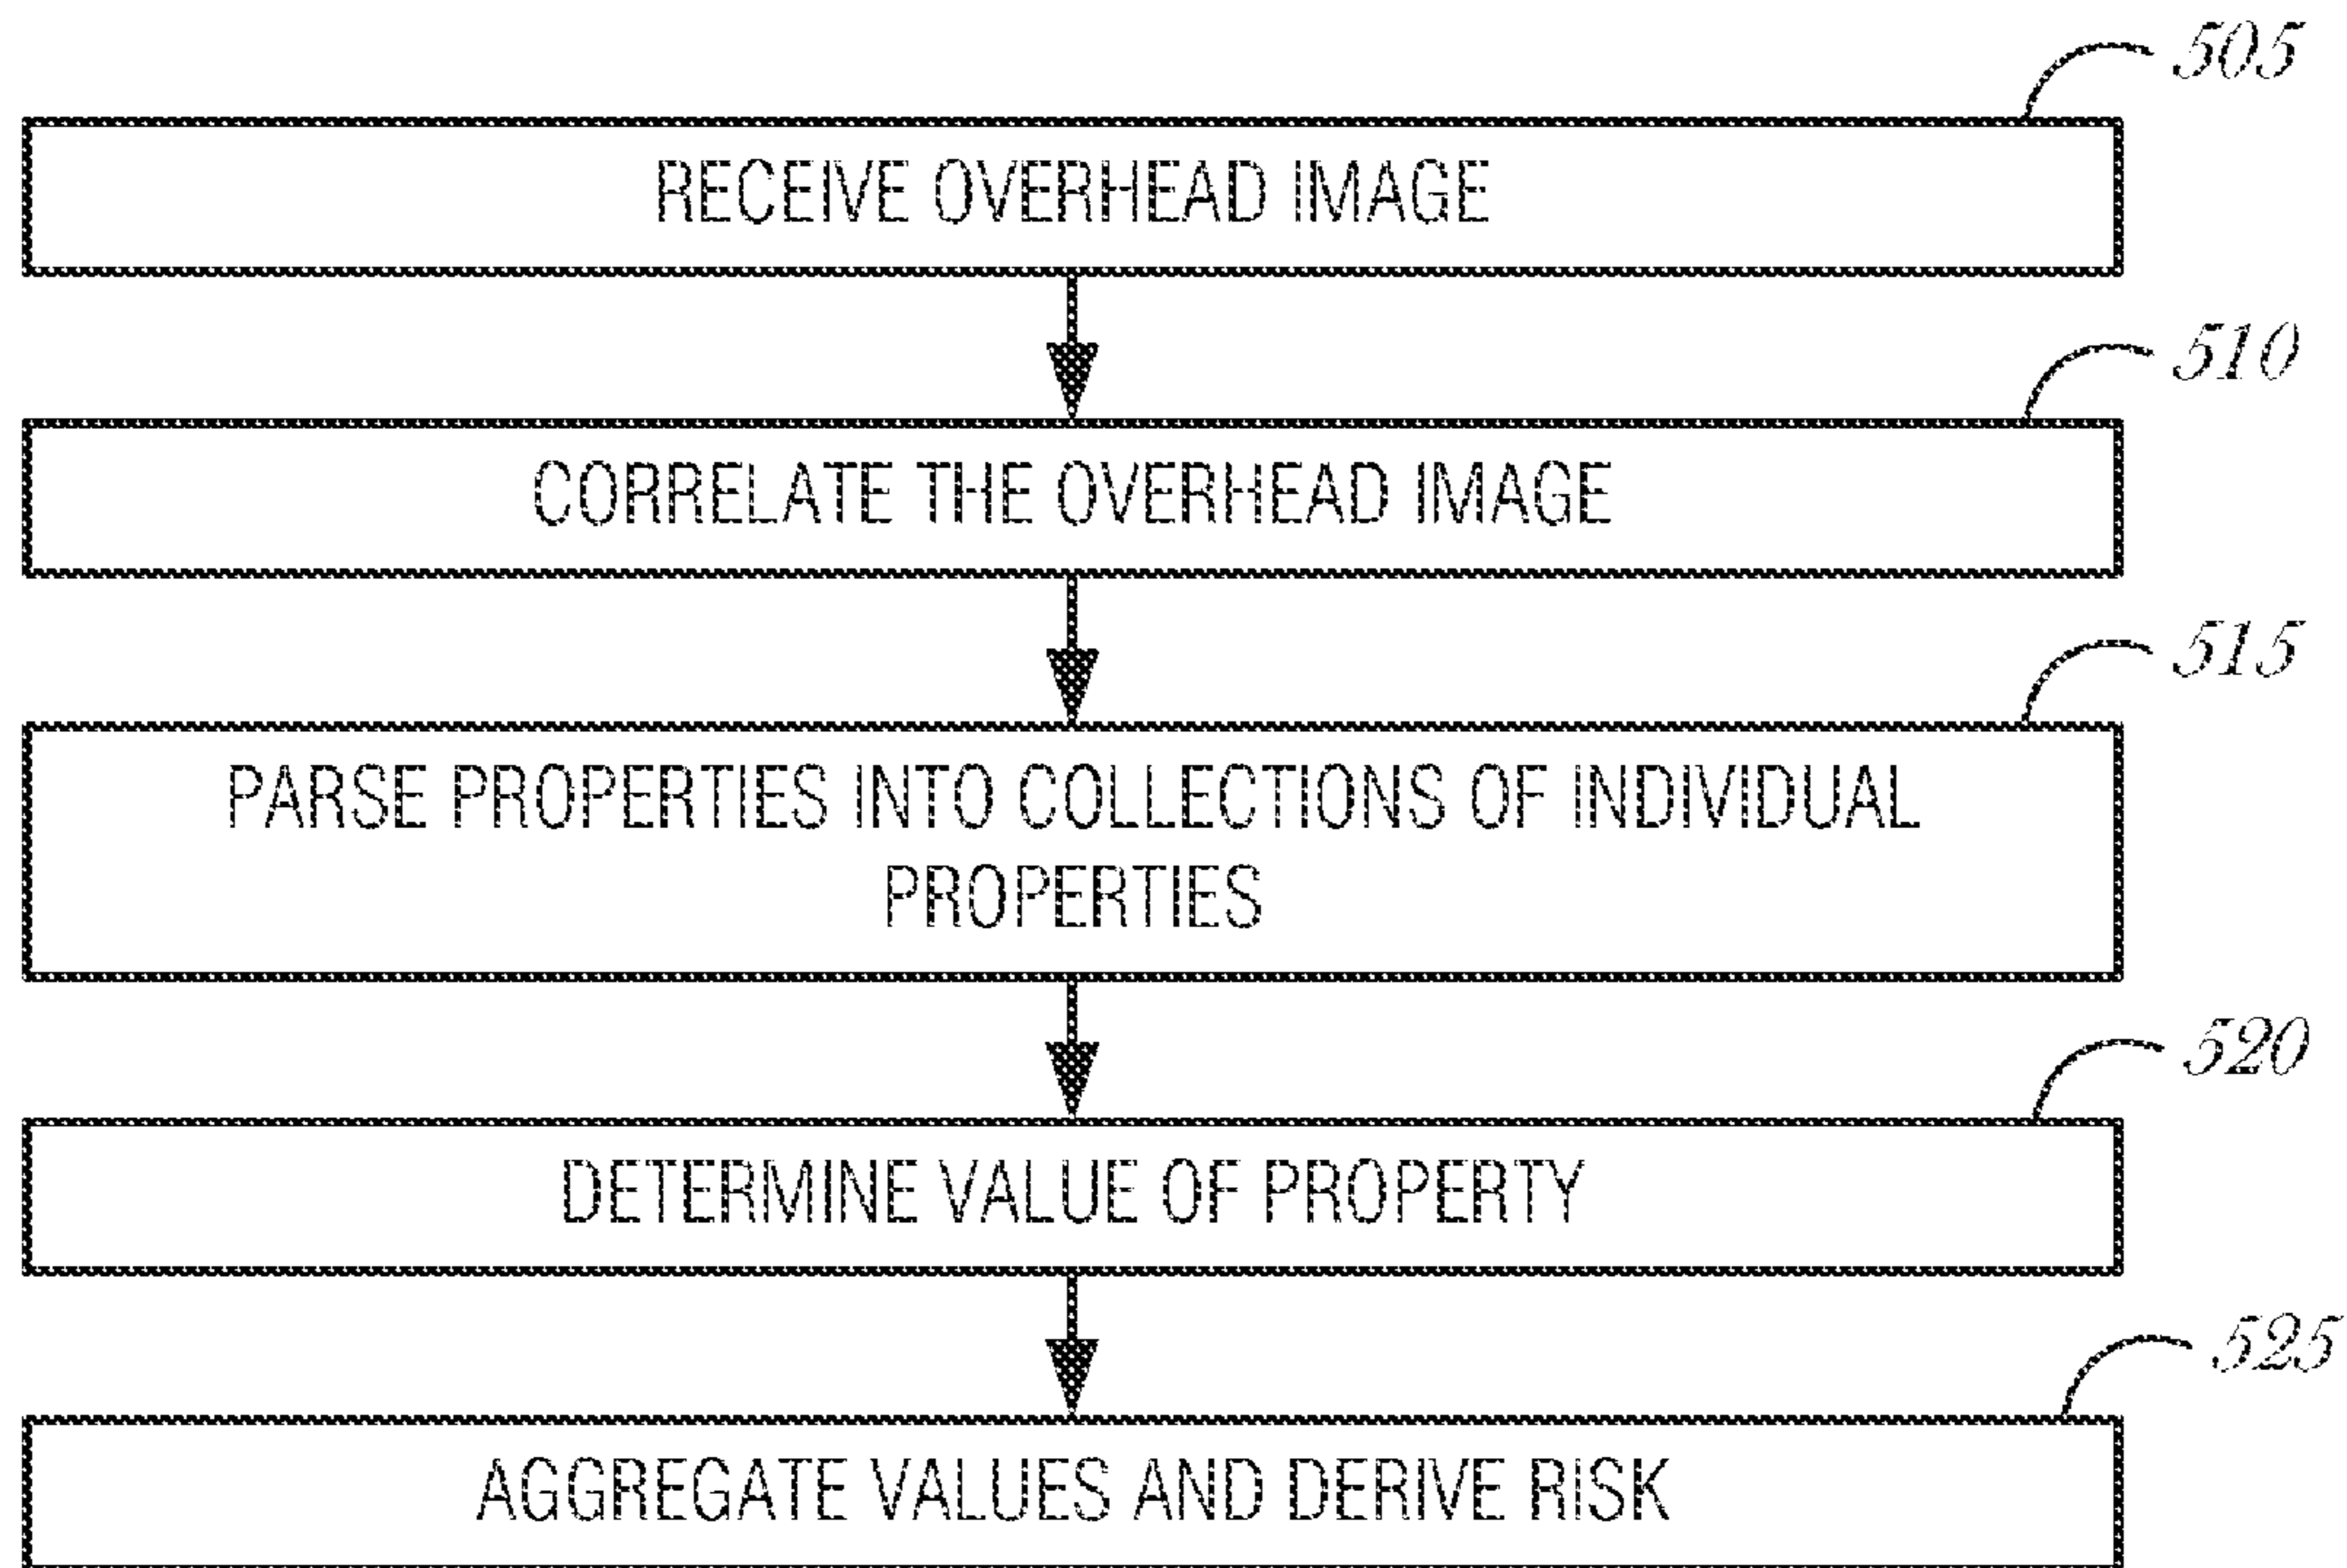 505
RECEIVE OVERHEAD IMAGE
510
CORRELATE THE OVERHEAD IMAGE
515
PARSE PROPERTIES INTO COLLECTIONS OF INDIVIDUAL
PROPERTIES
520
DETERMINE VALUE OF PROPERTY
525
AGGREGATE VALUES AND DERIVE RISK